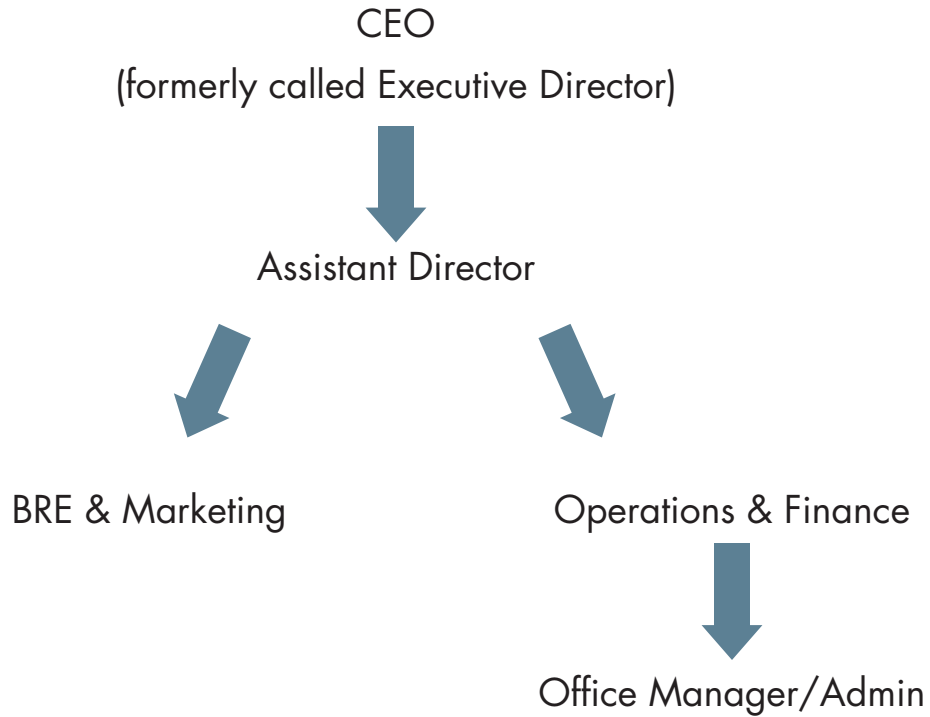 CEO
(formerly called Executive Director)
Assistant Director
BRE & Marketing
Operations & Finance
Office Manager/Admin